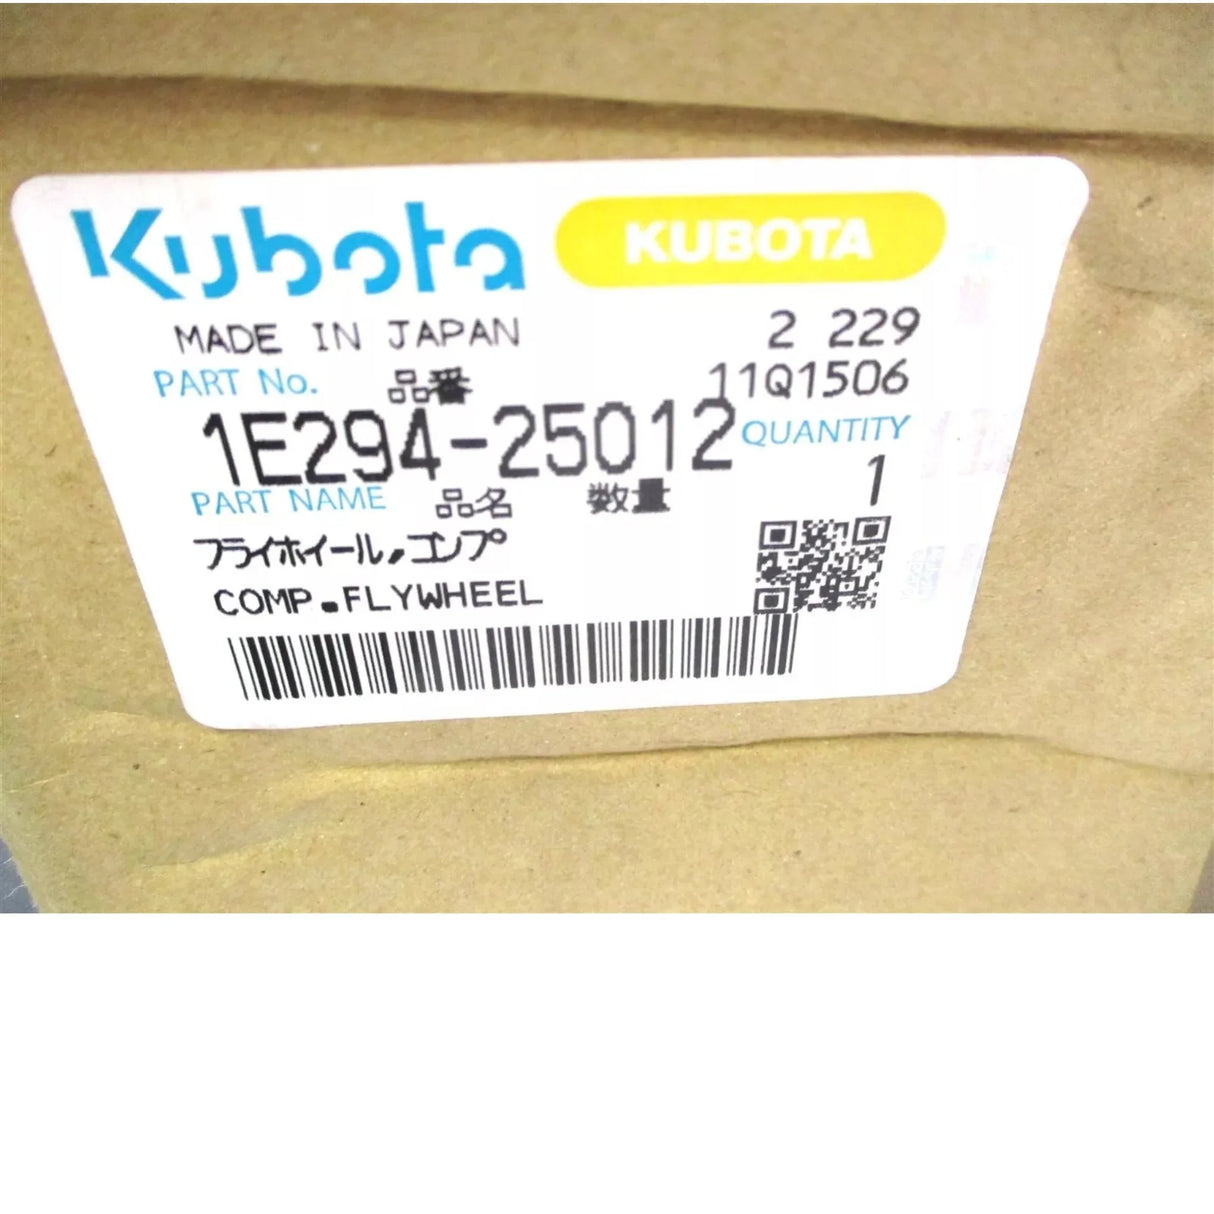 Kubota KUBOTA
MADE IN JAPAN 2 229
PART No. 品番 11Q1506
1E294-25012 QUANTITY
PART NAME 品名 数量 1
フライホイール,コンプ
COMP.FLYWHEEL